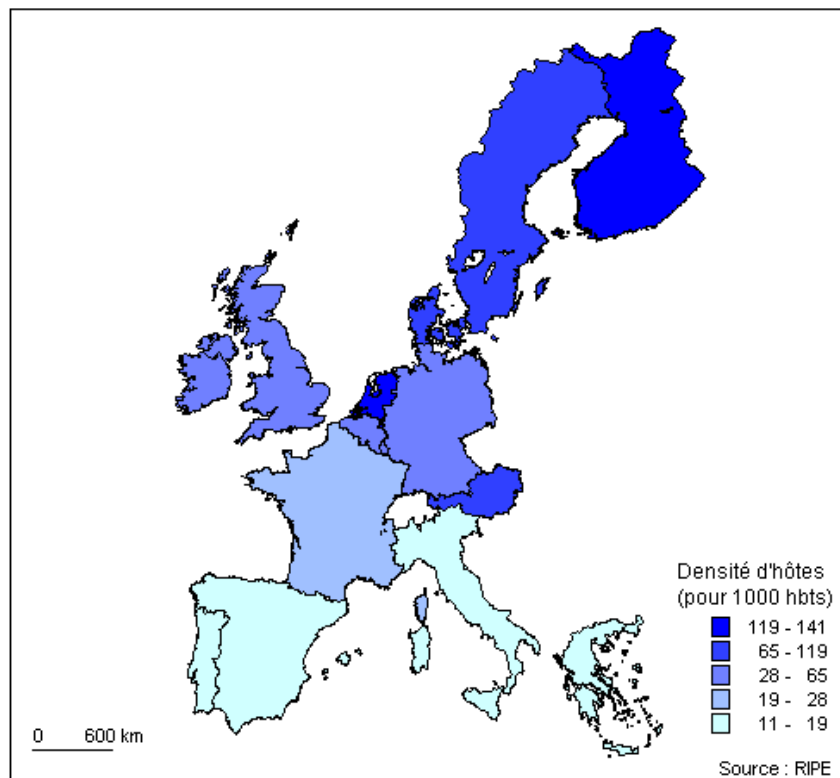 Densité d'hôtes
(pour 1000 hbts)
119 - 141
65 - 119
28 - 65
19 - 28
11 - 19
0 600 km
Source : RIPE